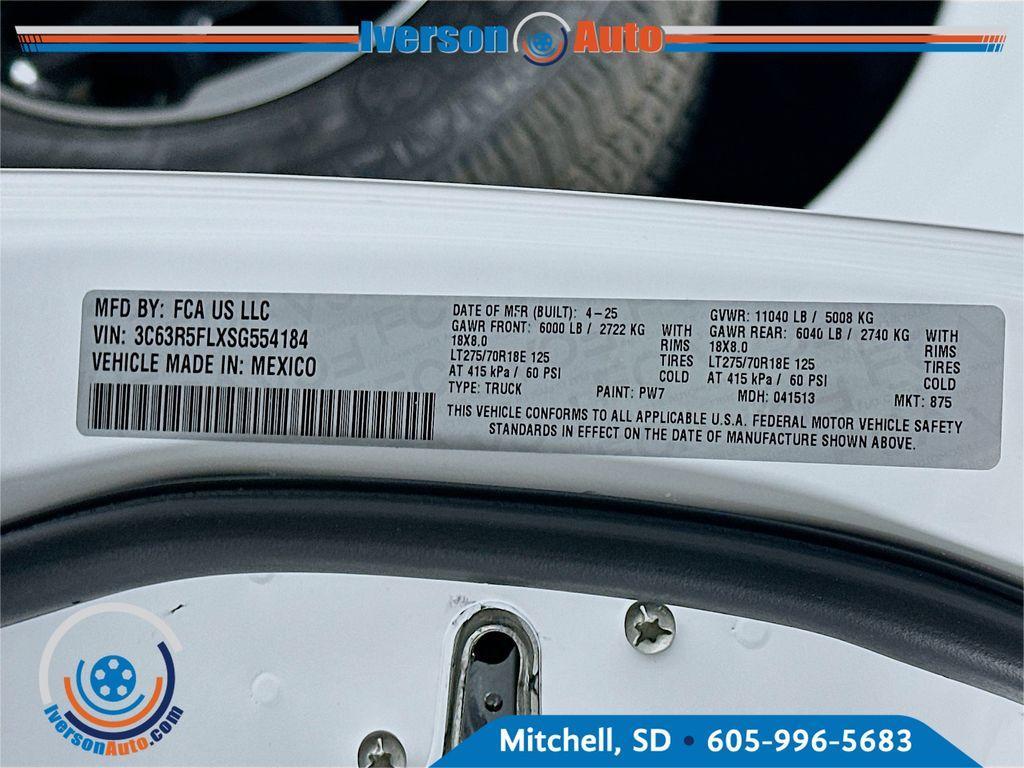 Iverson Auto
MFD BY: FCA US LLC
VIN: 3C63R5FLXSG554184
VEHICLE MADE IN: MEXICO
DATE OF MFR (BUILT): 4-25
GAWR FRONT: 6000 LB / 2722 KG WITH
18X8.0 RIMS
LT275/70R18E 125 TIRES
AT 415 kPa / 60 PSI COLD
TYPE: TRUCK PAINT: PW7
GVWR: 11040 LB / 5008 KG
GAWR REAR: 6040 LB / 2740 KG WITH
18X8.0 RIMS
LT275/70R18E 125 TIRES
AT 415 kPa / 60 PSI COLD
MDH: 041513 MKT: 875
THIS VEHICLE CONFORMS TO ALL APPLICABLE U.S.A. FEDERAL MOTOR VEHICLE SAFETY
STANDARDS IN EFFECT ON THE DATE OF MANUFACTURE SHOWN ABOVE.
IversonAuto.com
Mitchell, SD • 605-996-5683